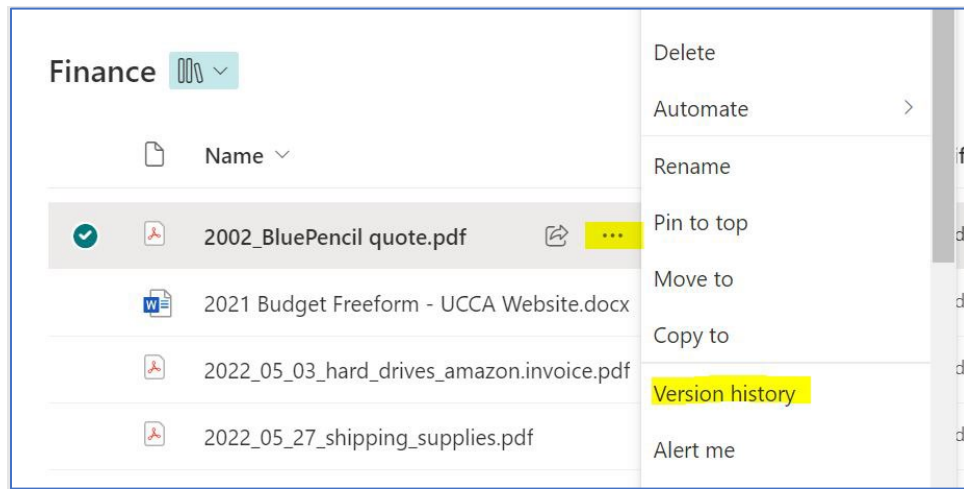 Finance
Name
2002_BluePencil quote.pdf
2021 Budget Freeform - UCCA Website.docx
2022_05_03_hard_drives_amazon.invoice.pdf
2022_05_27_shipping_supplies.pdf
Delete
Automate
Rename
Pin to top
Move to
Copy to
Version history
Alert me